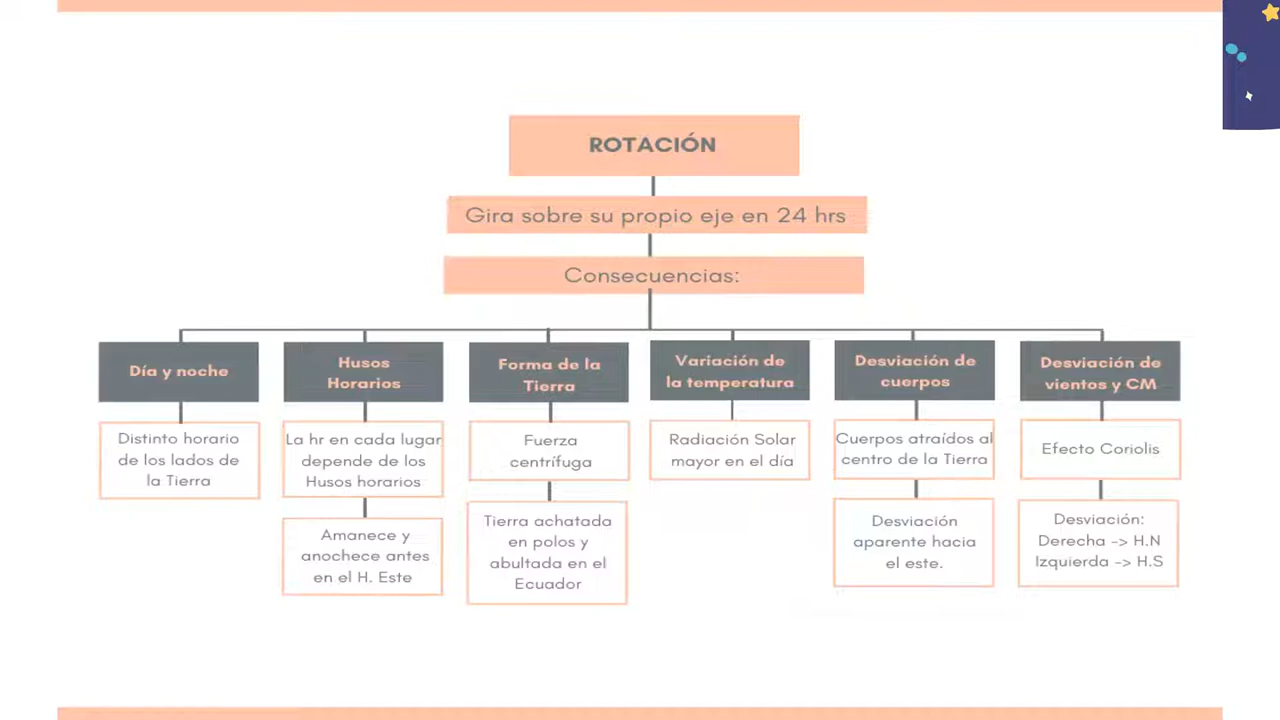 ROTACIÓN
Gira sobre su propio eje en 24 hrs
Consecuencias:
Día y noche
Distinto horario
de los lados de
la Tierra
Husos
Horarios
La hr en cada lugar
depende de los
Husos horarios
Amanece y
anochece antes
en el H. Este
Forma de la
Tierra
Fuerza
centrífuga
Tierra achatada
en polos y
abultada en el
Ecuador
Variación de
la temperatura
Radiación Solar
mayor en el día
Desviación de
cuerpos
Cuerpos atraídos al
centro de la Tierra
Desviación
aparente hacia
el este.
Desviación de
vientos y CM
Efecto Coriolis
Desviación:
Derecha -> H.N
Izquierda -> H.S